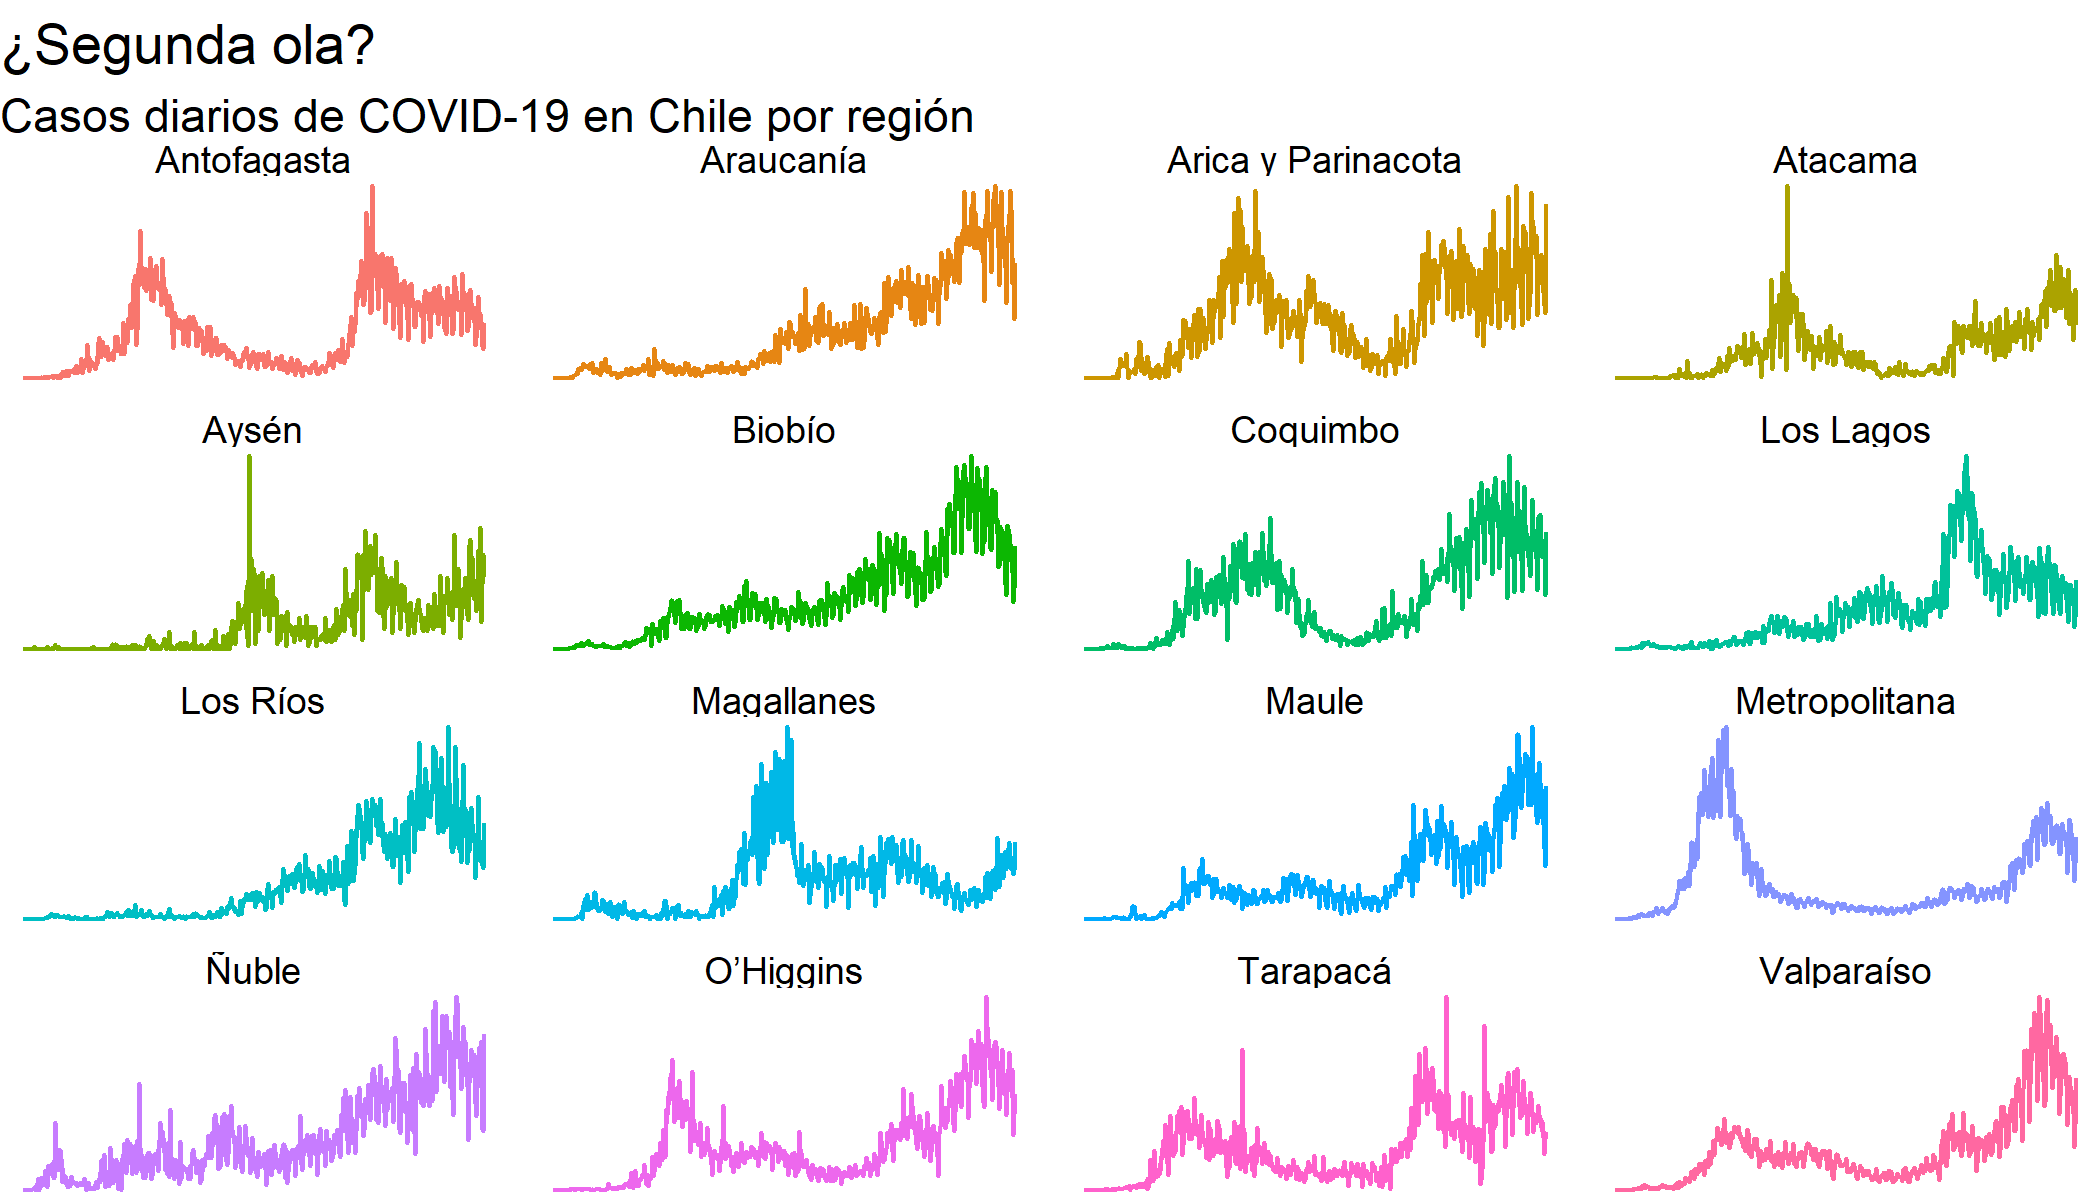 ¿Segunda ola?
Casos diarios de COVID-19 en Chile por región
Antofagasta
Araucanía
Arica y Parinacota
Atacama
Aysén
Biobío
Coquimbo
Los Lagos
Los Ríos
Magallanes
Maule
Metropolitana
Ñuble
O’Higgins
Tarapacá
Valparaíso